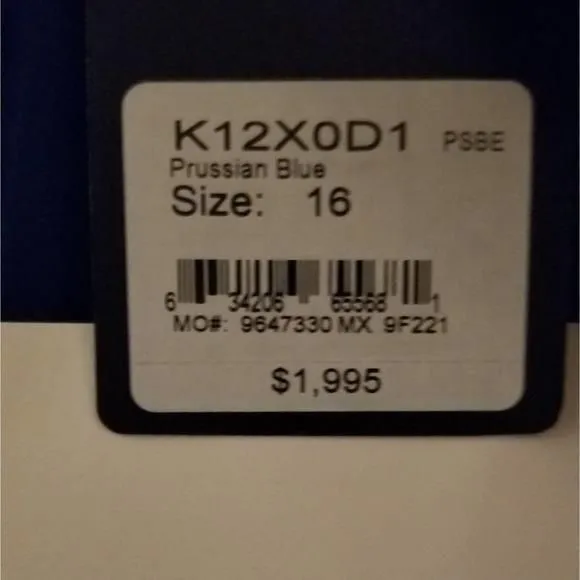 K12X0D1 PSBE
Prussian Blue
Size: 16
6 34206 65568 1
MO#: 9647330 MX 9F221
$1,995